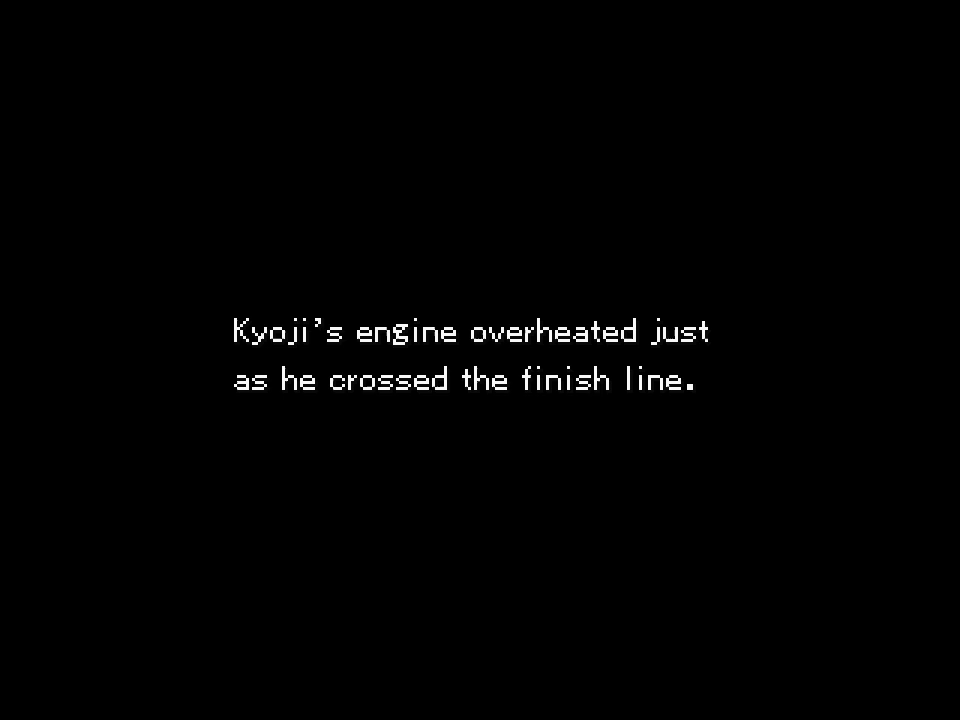 Kyoji's engine overheated just
as he crossed the finish line.